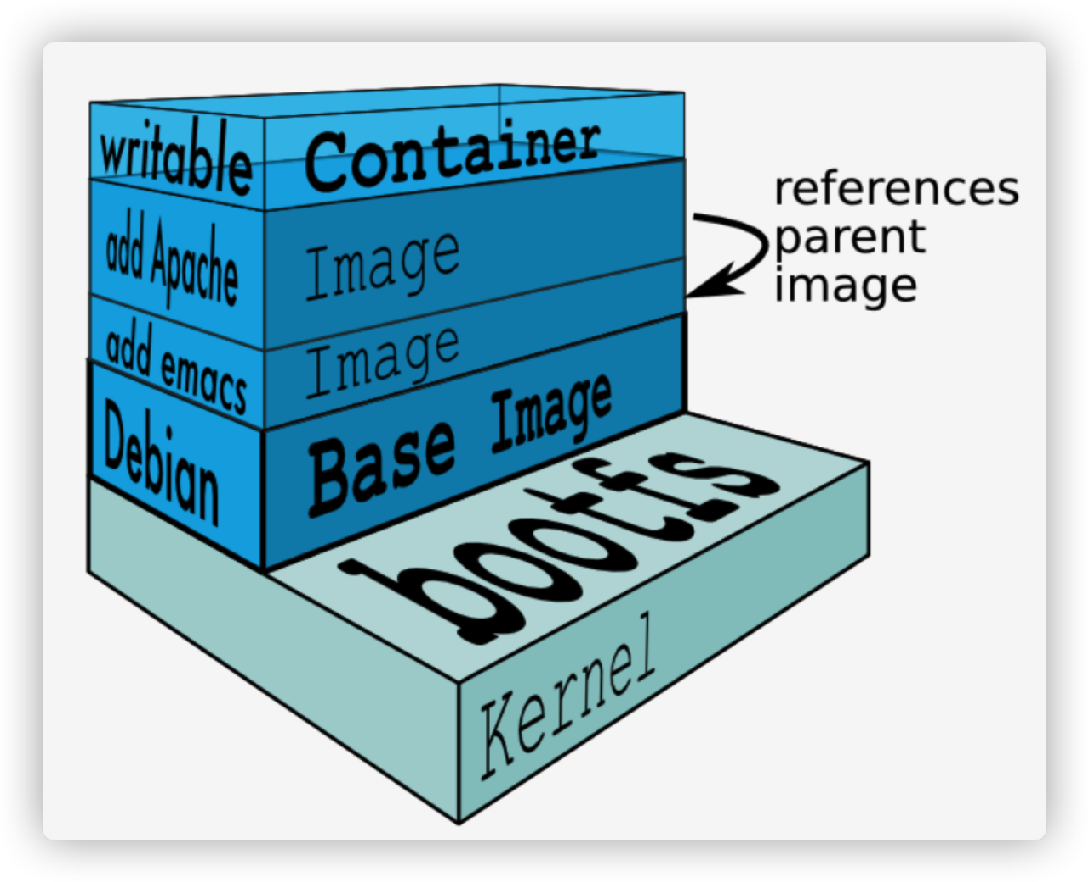 writable Container
add Apache Image
add emacs Image
Debian Base Image
bootfs
Kernel
references
parent
image